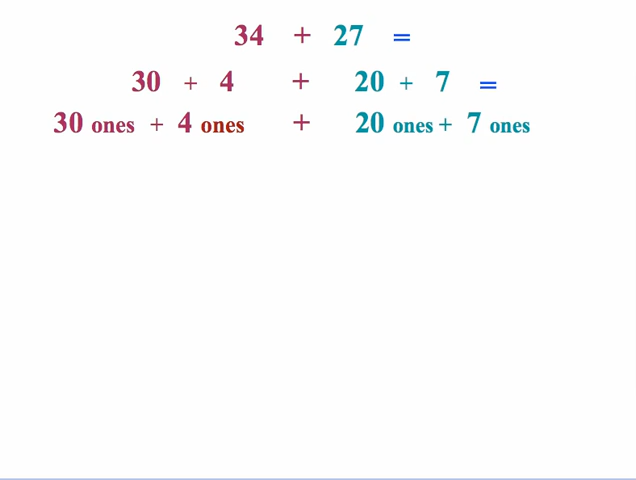 34 + 27 =
30 + 4 + 20 + 7 =
30 ones + 4 ones + 20 ones + 7 ones